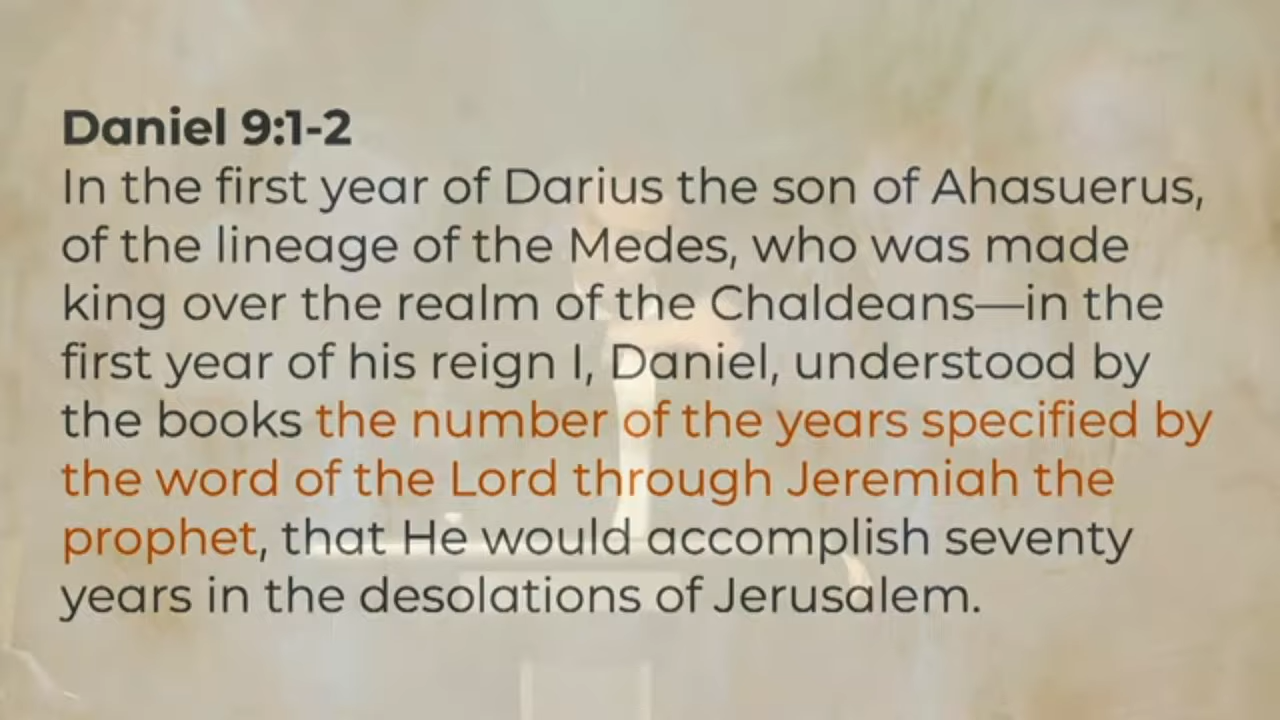 Daniel 9:1-2
In the first year of Darius the son of Ahasuerus,
of the lineage of the Medes, who was made
king over the realm of the Chaldeans—in the
first year of his reign I, Daniel, understood by
the books the number of the years specified by
the word of the Lord through Jeremiah the
prophet, that He would accomplish seventy
years in the desolations of Jerusalem.